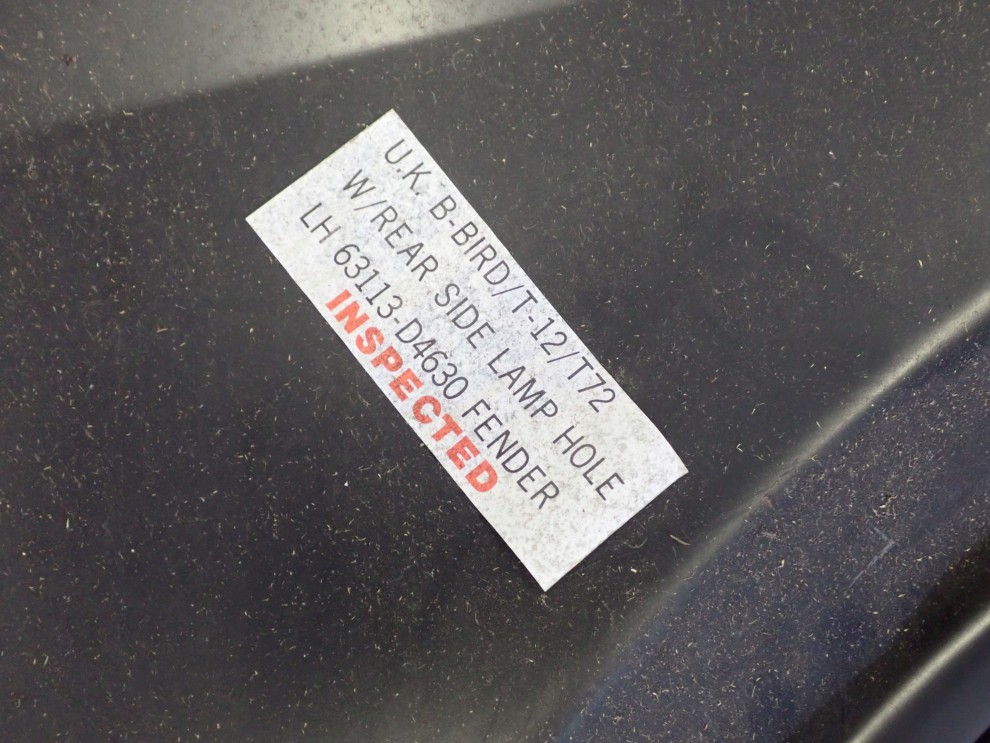 U.K. B-BIRD/T-12/T72
W/REAR SIDE LAMP HOLE
LH 63113-D4630 FENDER
INSPECTED